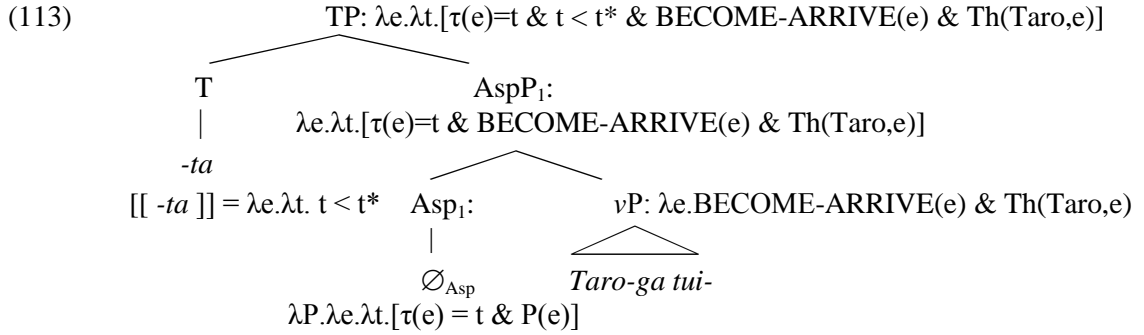 (113) TP: λe.λt.[τ(e)=t & t < t* & BECOME-ARRIVE(e) & Th(Taro,e)]
T AspP₁:
| λe.λt.[τ(e)=t & BECOME-ARRIVE(e) & Th(Taro,e)]
-ta
[[ -ta ]] = λe.λt. t < t* Asp₁: vP: λe.BECOME-ARRIVE(e) & Th(Taro,e)
|
∅Asp Taro-ga tui-
λP.λe.λt.[τ(e) = t & P(e)]